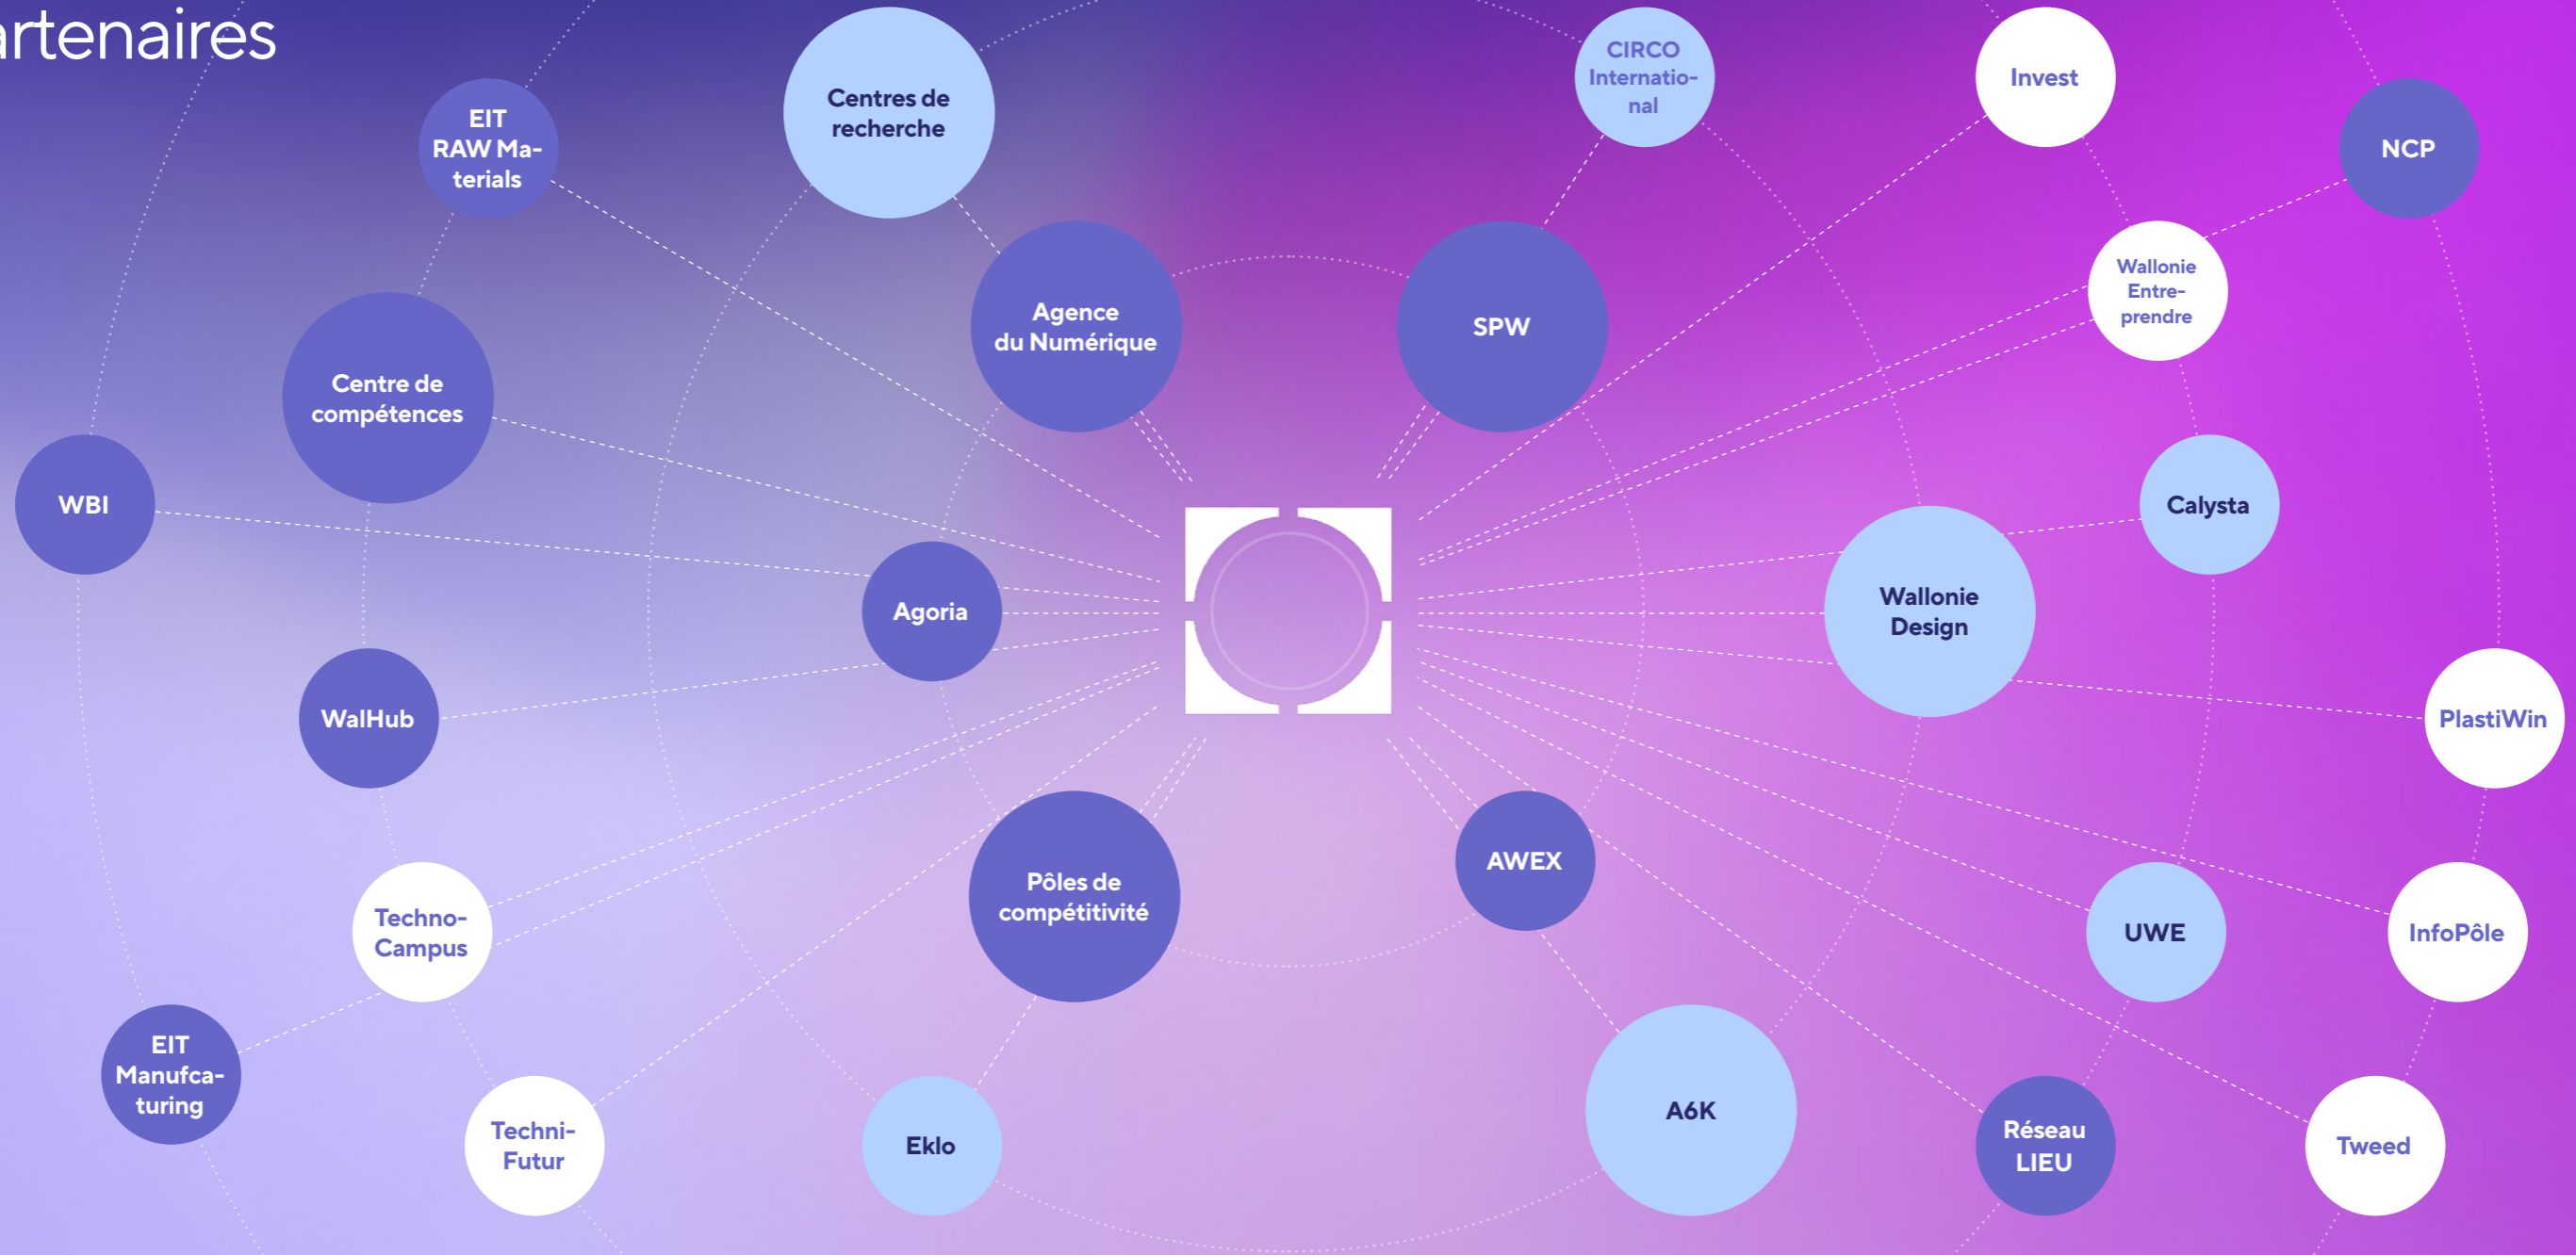 artenaires
CIRCO
Internatio-
nal
Invest
Centres de
recherche
EIT
RAW Ma-
terials
NCP
Wallonie
Entre-
prendre
Agence
du Numérique
SPW
Centre de
compétences
WBI
Calysta
Agoria
Wallonie
Design
WalHub
PlastiWin
AWEX
Pôles de
compétitivité
Techno-
Campus
UWE
InfoPôle
EIT
Manufca-
turing
A6K
Techni-
Futur
Eklo
Réseau
LIEU
Tweed